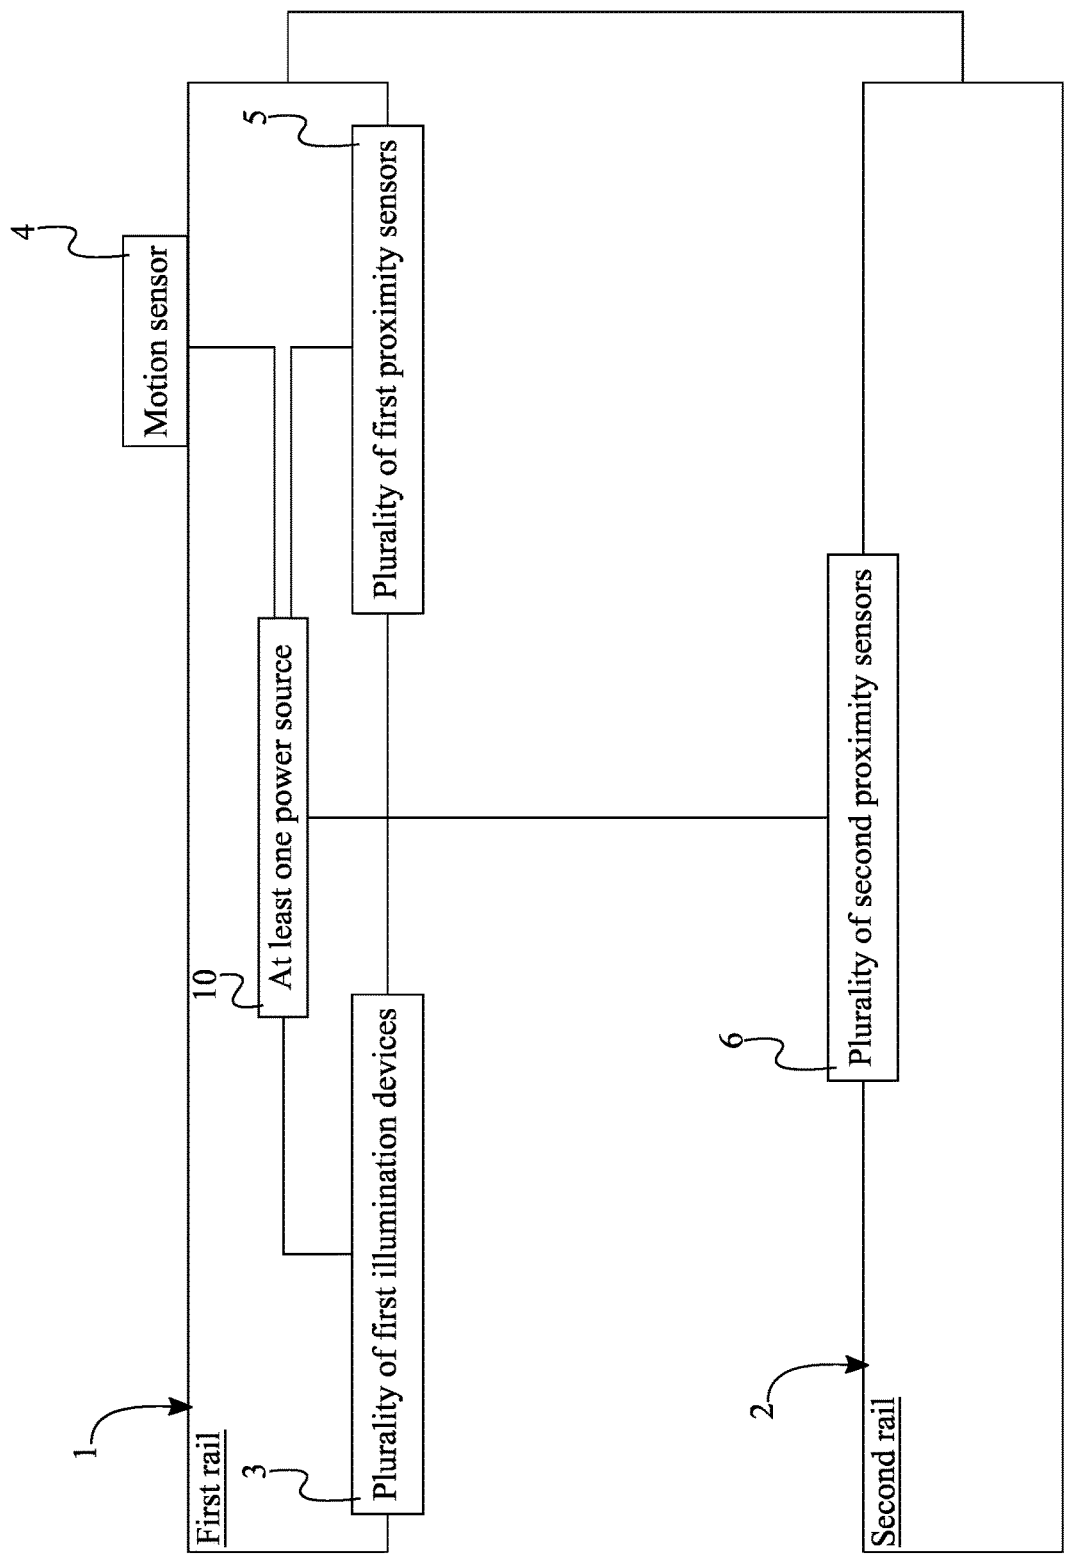 1
First rail
3
Plurality of first illumination devices
10
At least one power source
4
Motion sensor
5
Plurality of first proximity sensors
2
Second rail
6
Plurality of second proximity sensors